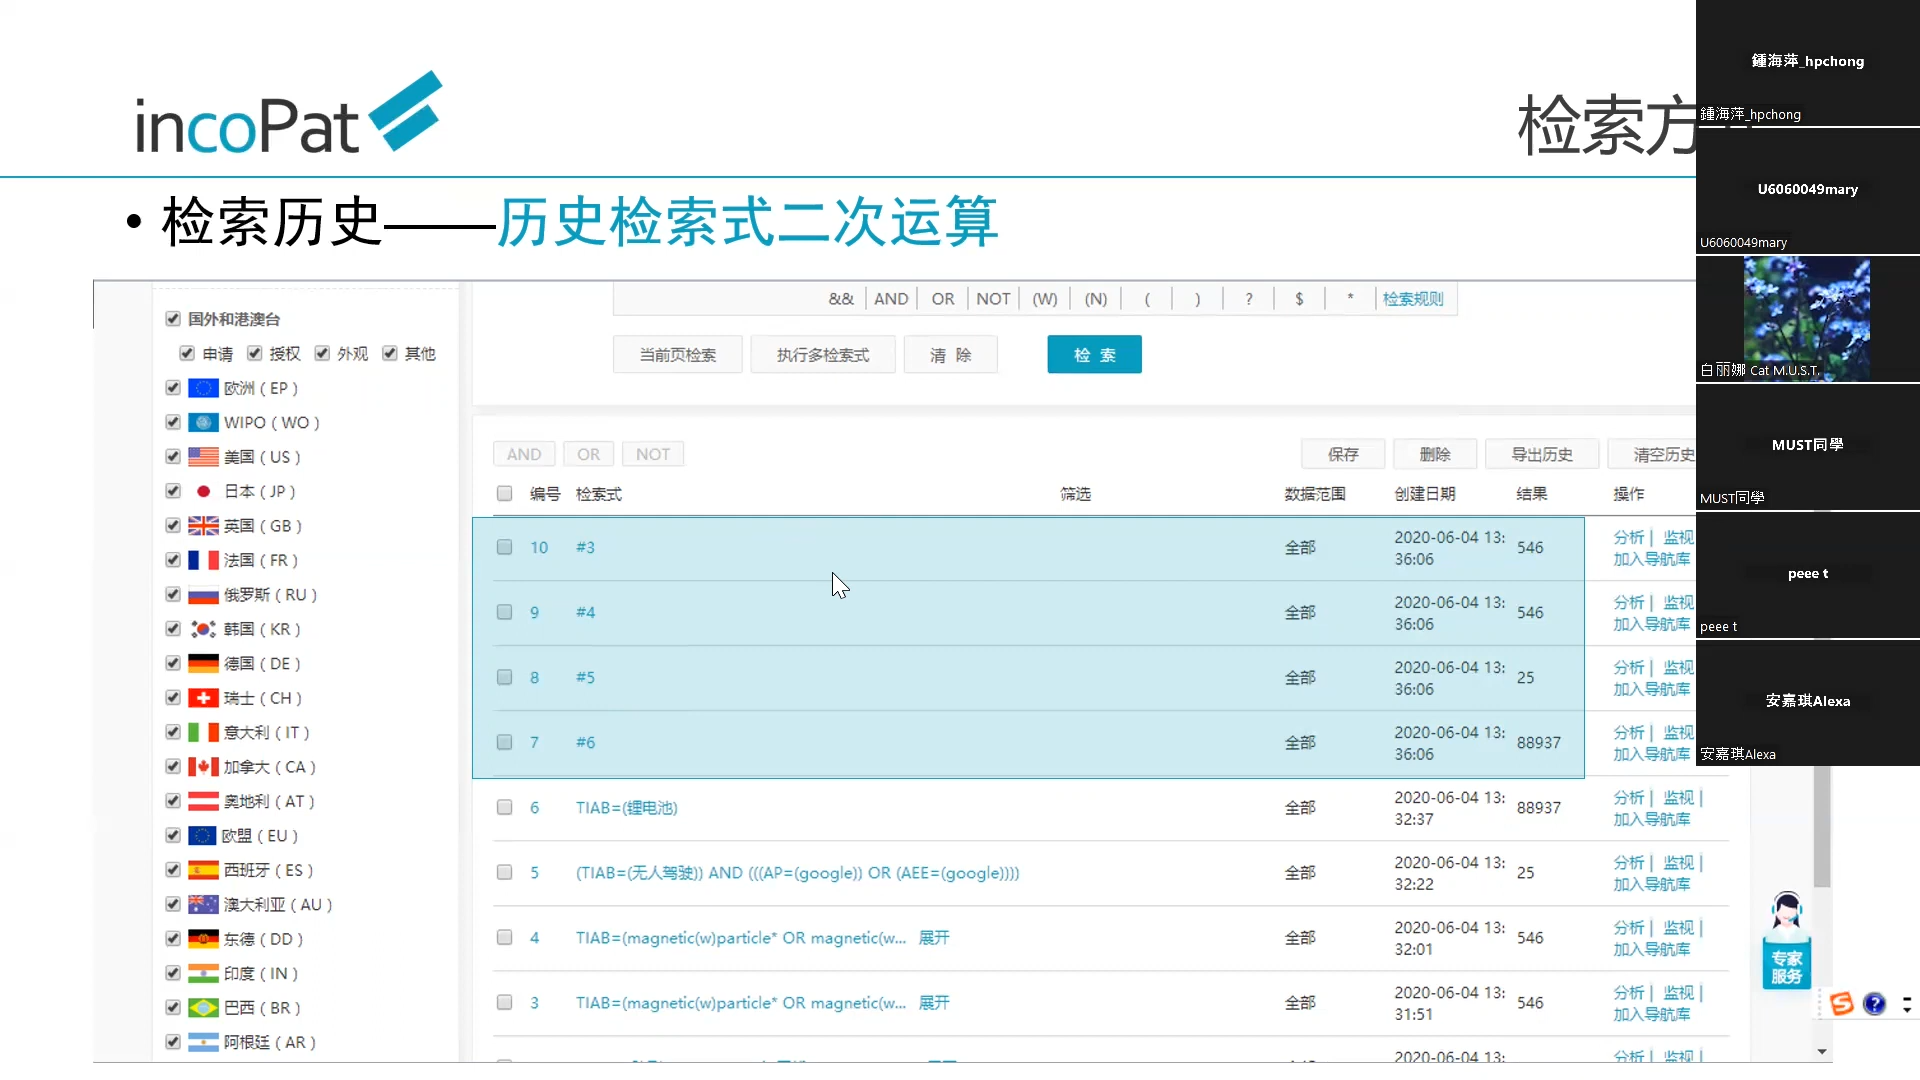 incoPat
检索方
• 检索历史——历史检索式二次运算
鍾海萍_hpchong
鍾海萍_hpchong
U6060049mary
U6060049mary
白丽娜 Cat M.U.S.T.
MUST同學
MUST同學
peee t
peee t
安嘉琪Alexa
安嘉琪Alexa
国外和港澳台
申请 授权 外观 其他
欧洲 ( EP )
WIPO ( WO )
美国 ( US )
日本 ( JP )
英国 ( GB )
法国 ( FR )
俄罗斯 ( RU )
韩国 ( KR )
德国 ( DE )
瑞士 ( CH )
意大利 ( IT )
加拿大 ( CA )
奥地利 ( AT )
欧盟 ( EU )
西班牙 ( ES )
澳大利亚 ( AU )
东德 ( DD )
印度 ( IN )
巴西 ( BR )
阿根廷 ( AR )
&& AND OR NOT (W) (N) ( ) ? $ * 检索规则
当前页检索 执行多检索式 清 除 检 索
AND OR NOT 保存 删除 导出历史 清空历史
编号 检索式 筛选 数据范围 创建日期 结果 操作
10 #3 全部 2020-06-04 13: 546 分析 | 监视
36:06 加入导航库
9 #4 全部 2020-06-04 13: 546 分析 | 监视
36:06 加入导航库
8 #5 全部 2020-06-04 13: 25 分析 | 监视
36:06 加入导航库
7 #6 全部 2020-06-04 13: 88937 分析 | 监视
36:06 加入导航库
6 TIAB=(锂电池) 全部 2020-06-04 13: 88937 分析 | 监视 |
32:37 加入导航库
5 (TIAB=(无人驾驶)) AND (((AP=(google)) OR (AEE=(google)))) 全部 2020-06-04 13: 25 分析 | 监视 |
32:22 加入导航库
4 TIAB=(magnetic(w)particle* OR magnetic(w... 展开 全部 2020-06-04 13: 546 分析 | 监视 |
32:01 加入导航库
3 TIAB=(magnetic(w)particle* OR magnetic(w... 展开 全部 2020-06-04 13: 546 分析 | 监视 |
31:51 加入导航库
2020-06-04 13: 分析 | 监视 |
专家
服务